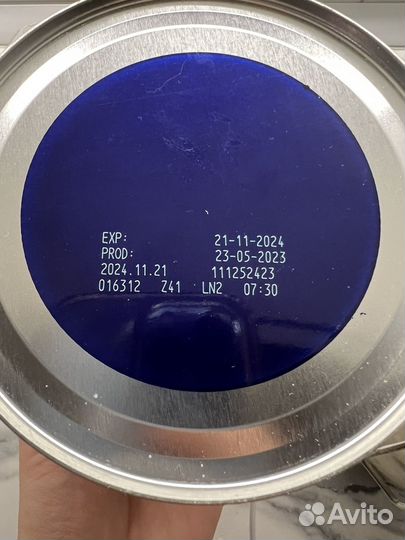 EXP: 21-11-2024
PROD: 23-05-2023
2024.11.21 111252423
016312 Z41 LN2 07:30
Avito